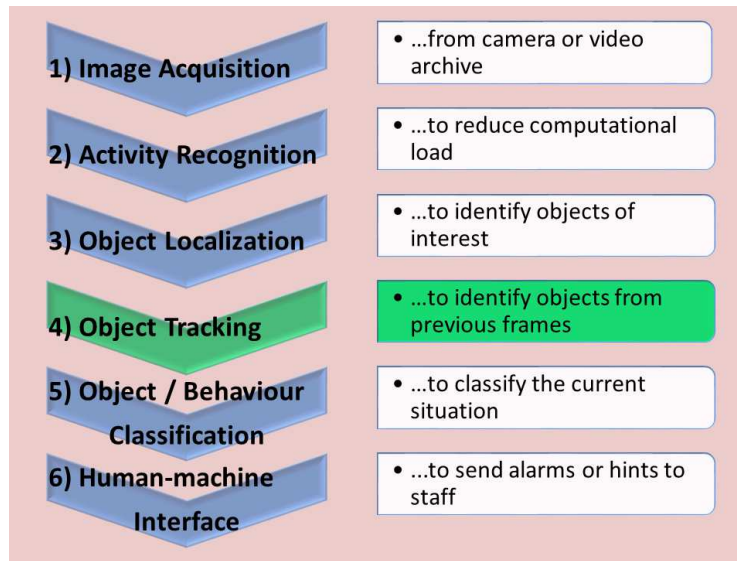 1) Image Acquisition
• ...from camera or video
archive
2) Activity Recognition
• ...to reduce computational
load
3) Object Localization
• ...to identify objects of
interest
4) Object Tracking
• ...to identify objects from
previous frames
5) Object / Behaviour
Classification
• ...to classify the current
situation
6) Human-machine
Interface
• ...to send alarms or hints to
staff